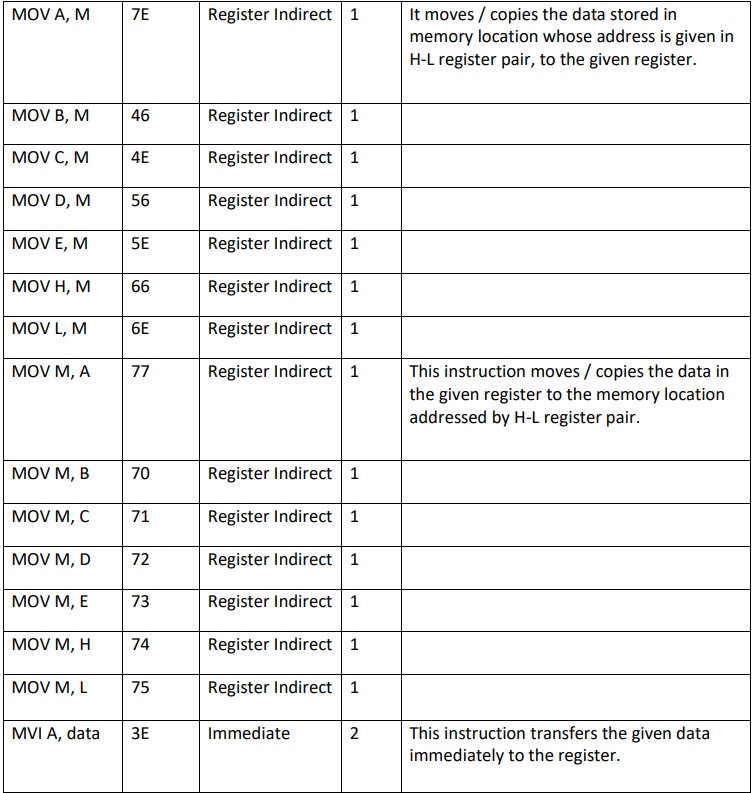 MOV A, M 7E Register Indirect 1 It moves / copies the data stored in
memory location whose address is given in
H-L register pair, to the given register.
MOV B, M 46 Register Indirect 1
MOV C, M 4E Register Indirect 1
MOV D, M 56 Register Indirect 1
MOV E, M 5E Register Indirect 1
MOV H, M 66 Register Indirect 1
MOV L, M 6E Register Indirect 1
MOV M, A 77 Register Indirect 1 This instruction moves / copies the data in
the given register to the memory location
addressed by H-L register pair.
MOV M, B 70 Register Indirect 1
MOV M, C 71 Register Indirect 1
MOV M, D 72 Register Indirect 1
MOV M, E 73 Register Indirect 1
MOV M, H 74 Register Indirect 1
MOV M, L 75 Register Indirect 1
MVI A, data 3E Immediate 2 This instruction transfers the given data
immediately to the register.